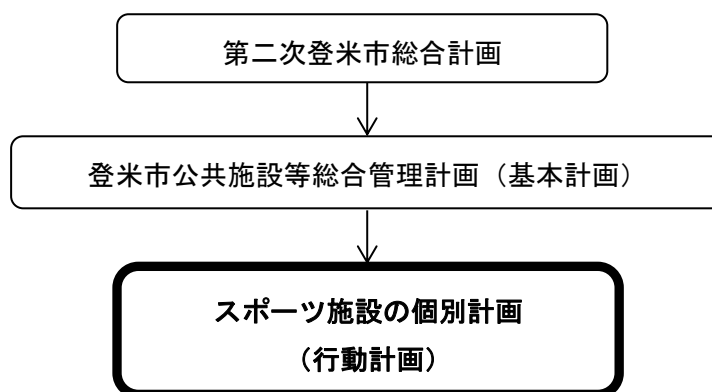 第二次登米市総合計画
登米市公共施設等総合管理計画（基本計画）
スポーツ施設の個別計画
（行動計画）